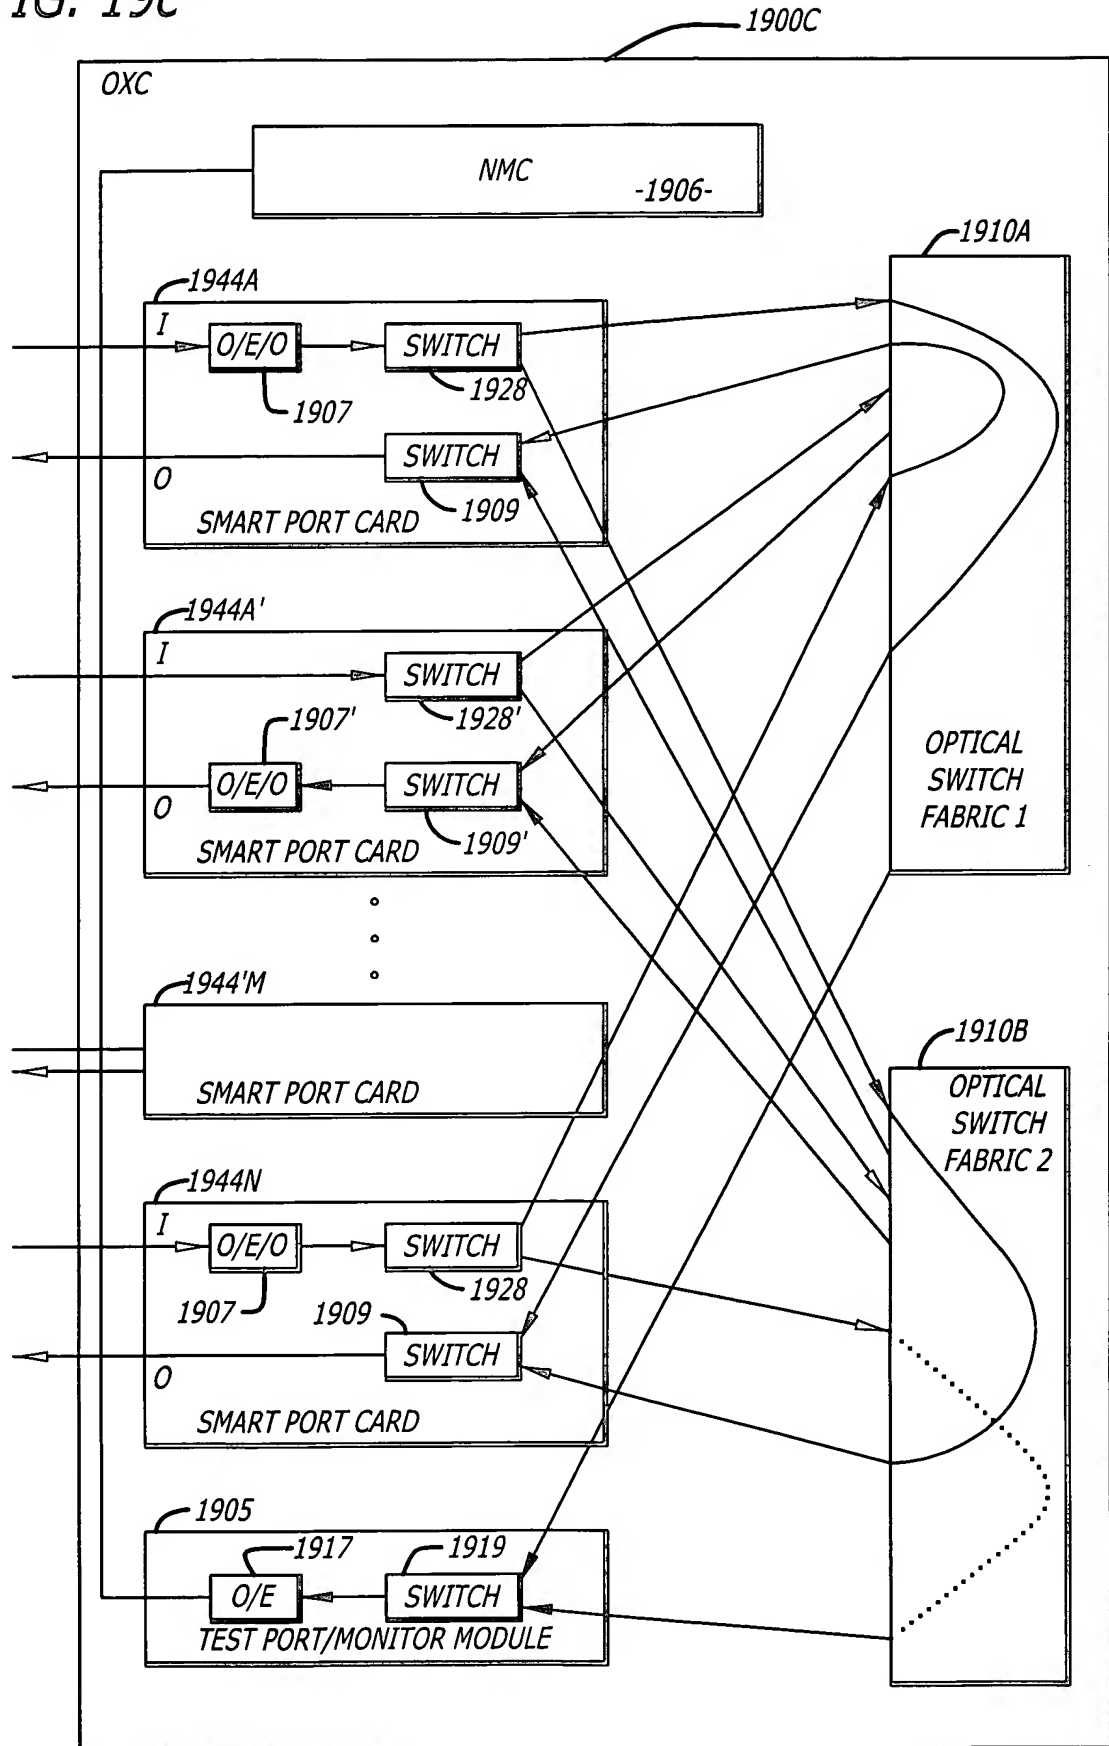 IG. 19C
1900C
OXC
NMC
-1906-
1910A
1944A
I
O/E/O
SWITCH
1928
1907
SWITCH
O
1909
SMART PORT CARD
1944A'
I
SWITCH
1928'
1907'
O/E/O
SWITCH
O
1909'
SMART PORT CARD
OPTICAL
SWITCH
FABRIC 1
1944'M
SMART PORT CARD
1910B
OPTICAL
SWITCH
FABRIC 2
1944N
I
O/E/O
SWITCH
1928
1907
1909
SWITCH
O
SMART PORT CARD
1905
1917
1919
O/E
SWITCH
TEST PORT/MONITOR MODULE